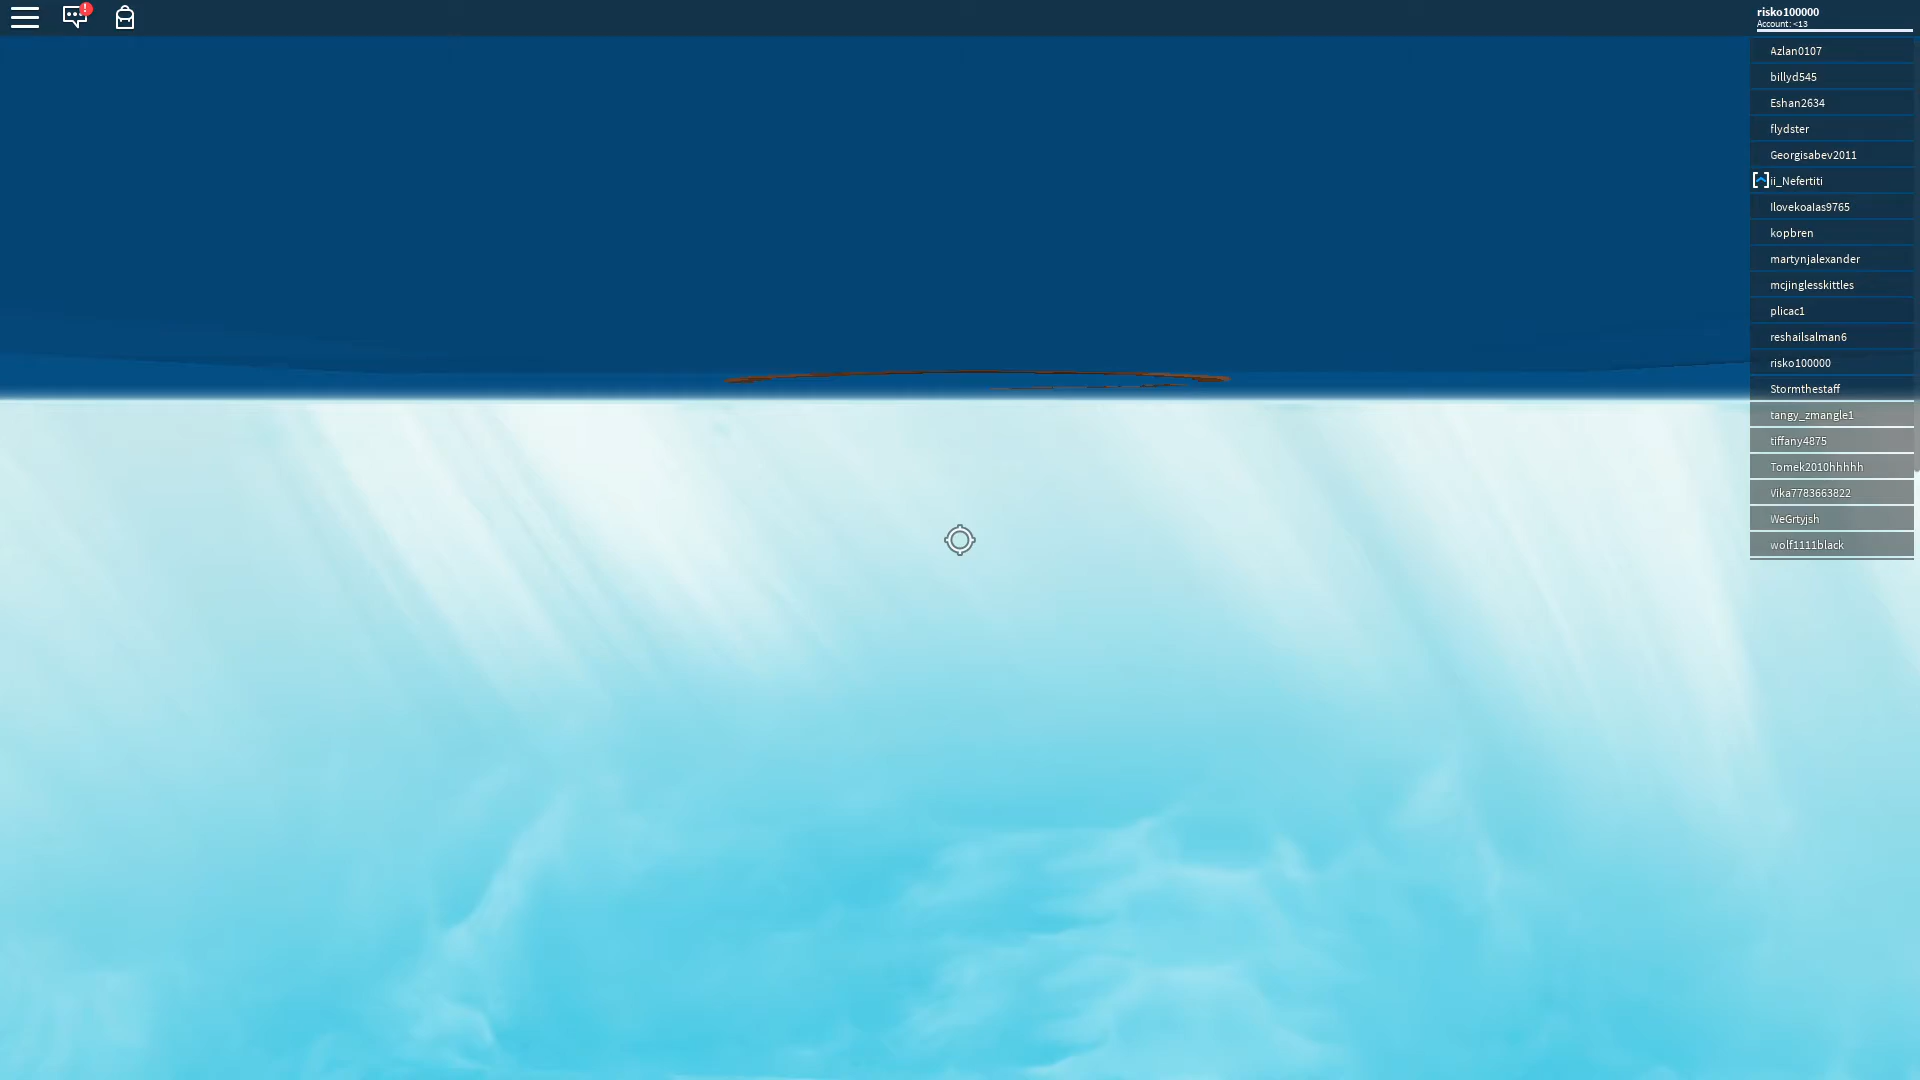 risko100000
Account: <13
Azlan0107
billyd545
Eshan2634
flydster
Georgisabev2011
ii_Nefertiti
Ilovekoalas9765
kopbren
martynjalexander
mcjinglesskittles
plicac1
reshailsalman6
risko100000
Stormthestaff
tangy_zmangle1
tiffany4875
Tomek2010hhhhh
Vika7783663822
WeGrtyjsh
wolf1111black